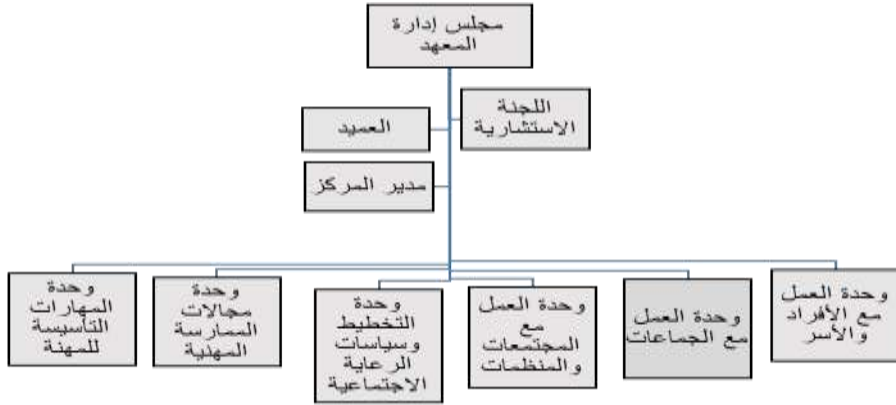 مجلس إدارة
المعهد
اللجنة
الاستشارية
العميد
مدير المركز
وحدة العمل
مع الأفراد
والأسر
وحدة العمل
مع الجماعات
وحدة العمل
مع
المجتمعات
والمنظمات
وحدة
التخطيط
وسياسات
الرعاية
الاجتماعية
وحدة
مجالات
الممارسة
المهنية
وحدة
المهارات
التأسيسة
للمهنة